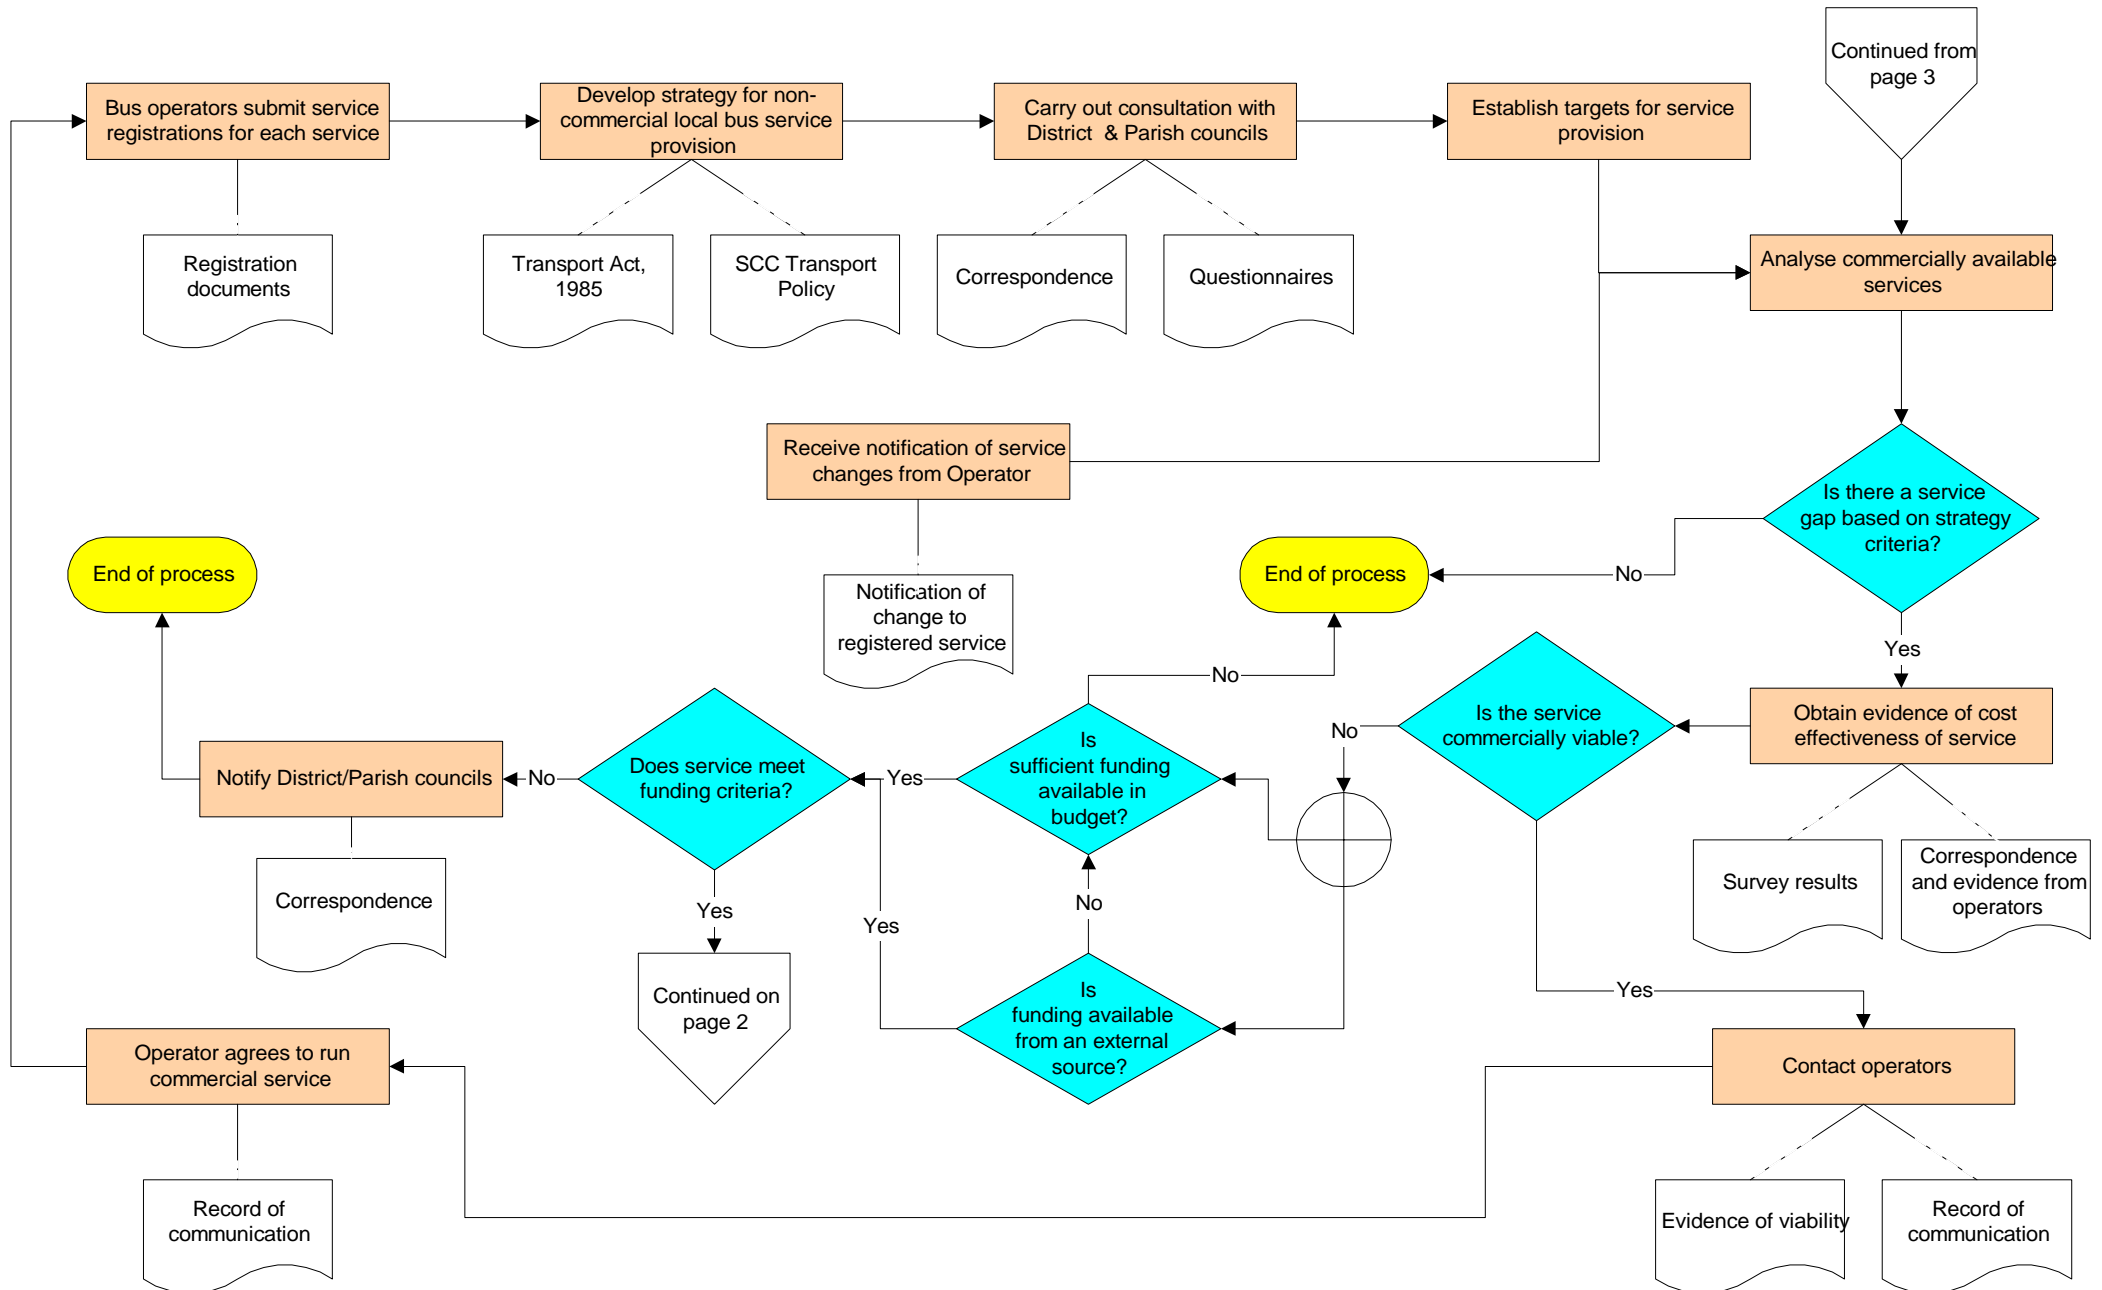 Continued from
page 3
Bus operators submit service
registrations for each service
Develop strategy for non-
commercial local bus service
provision
Carry out consultation with
District & Parish councils
Establish targets for service
provision
Registration
documents
Transport Act,
1985
SCC Transport
Policy
Correspondence
Questionnaires
Analyse commercially available
services
Receive notification of service
changes from Operator
Is there a service
gap based on strategy
criteria?
End of process
Notification of
change to
registered service
End of process
No
Yes
No
Is the service
commercially viable?
Obtain evidence of cost
effectiveness of service
No
Is
sufficient funding
available in
budget?
Yes
Does service meet
funding criteria?
No
Notify District/Parish councils
Correspondence
Survey results
Correspondence
and evidence from
operators
Yes
Yes
No
Continued on
page 2
Is
funding available
from an external
source?
Yes
Operator agrees to run
commercial service
Contact operators
Record of
communication
Evidence of viability
Record of
communication